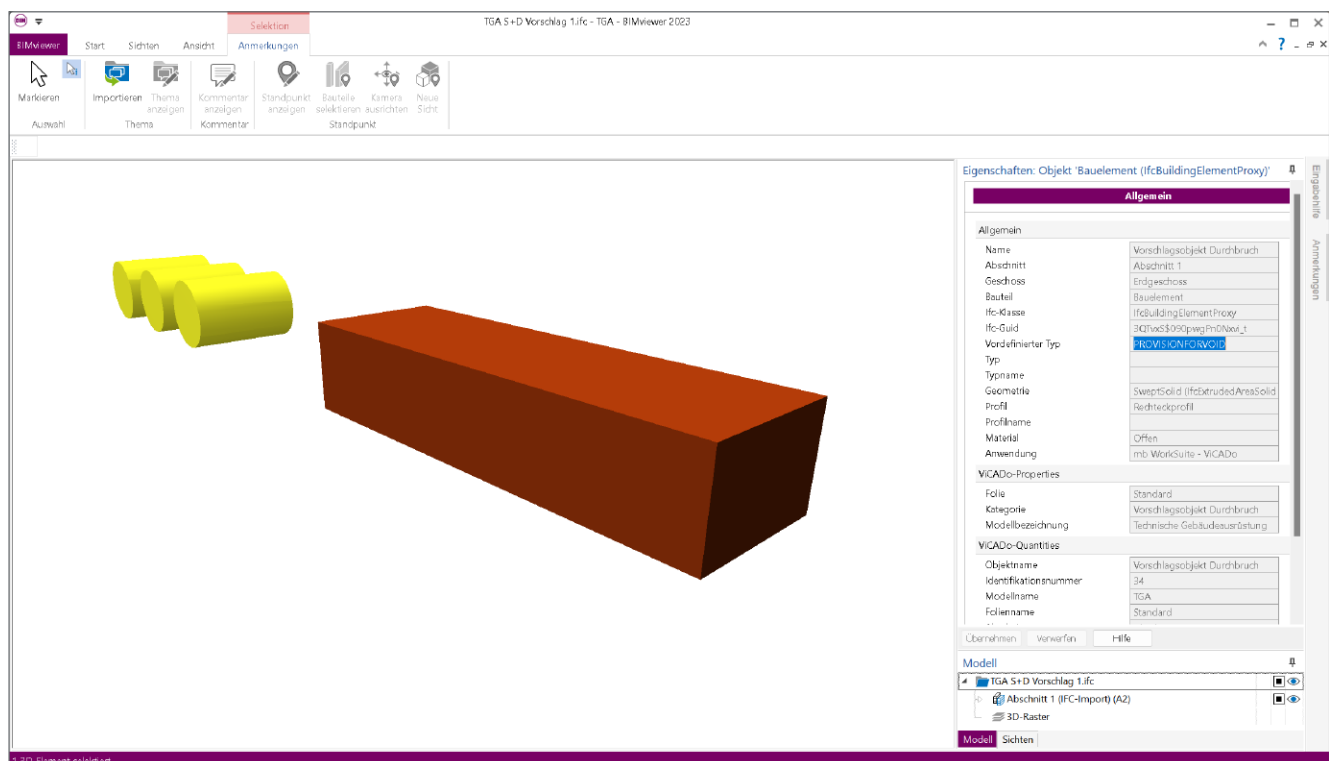 Selektion
TGA S+D Vorschlag 1.ifc - TGA - BIMviewer 2023
BIMviewer Start Sichten Ansicht Anmerkungen
Markieren Importieren Thema anzeigen Kommentar anzeigen Standpunkt anzeigen Bauteile selektieren Kamera ausrichten Neue Sicht
Auswahl Thema Kommentar Standpunkt
Eigenschaften: Objekt 'Bauelement (IfcBuildingElementProxy)'
Allgemein
Allgemein
Name Vorschlagsobjekt Durchbruch
Abschnitt Abschnitt 1
Geschoss Erdgeschoss
Bauteil Bauelement
Ifc-Klasse IfcBuildingElementProxy
Ifc-Guid
Vordefinierter Typ PROVISIONFORVOID
Typ
Typname
Geometrie SweptSolid (IfcExtrudedAreaSolid
Profil Rechteckprofil
Profilname
Material Offen
Anwendung mb WorkSuite - ViCADo
ViCADo-Properties
Folie Standard
Kategorie Vorschlagsobjekt Durchbruch
Modellbezeichnung Technische Gebäudeausrüstung
ViCADo-Quantities
Objektname Vorschlagsobjekt Durchbruch
Identifikationsnummer 34
Modellname TGA
Folienname Standard
Übernehmen Verwerfen Hilfe
Modell
TGA S+D Vorschlag 1.ifc
Abschnitt 1 (IFC-Import) (A2)
3D-Raster
Modell Sichten
Eingabehilfe
Anmerkungen
1 3D-Element selektiert